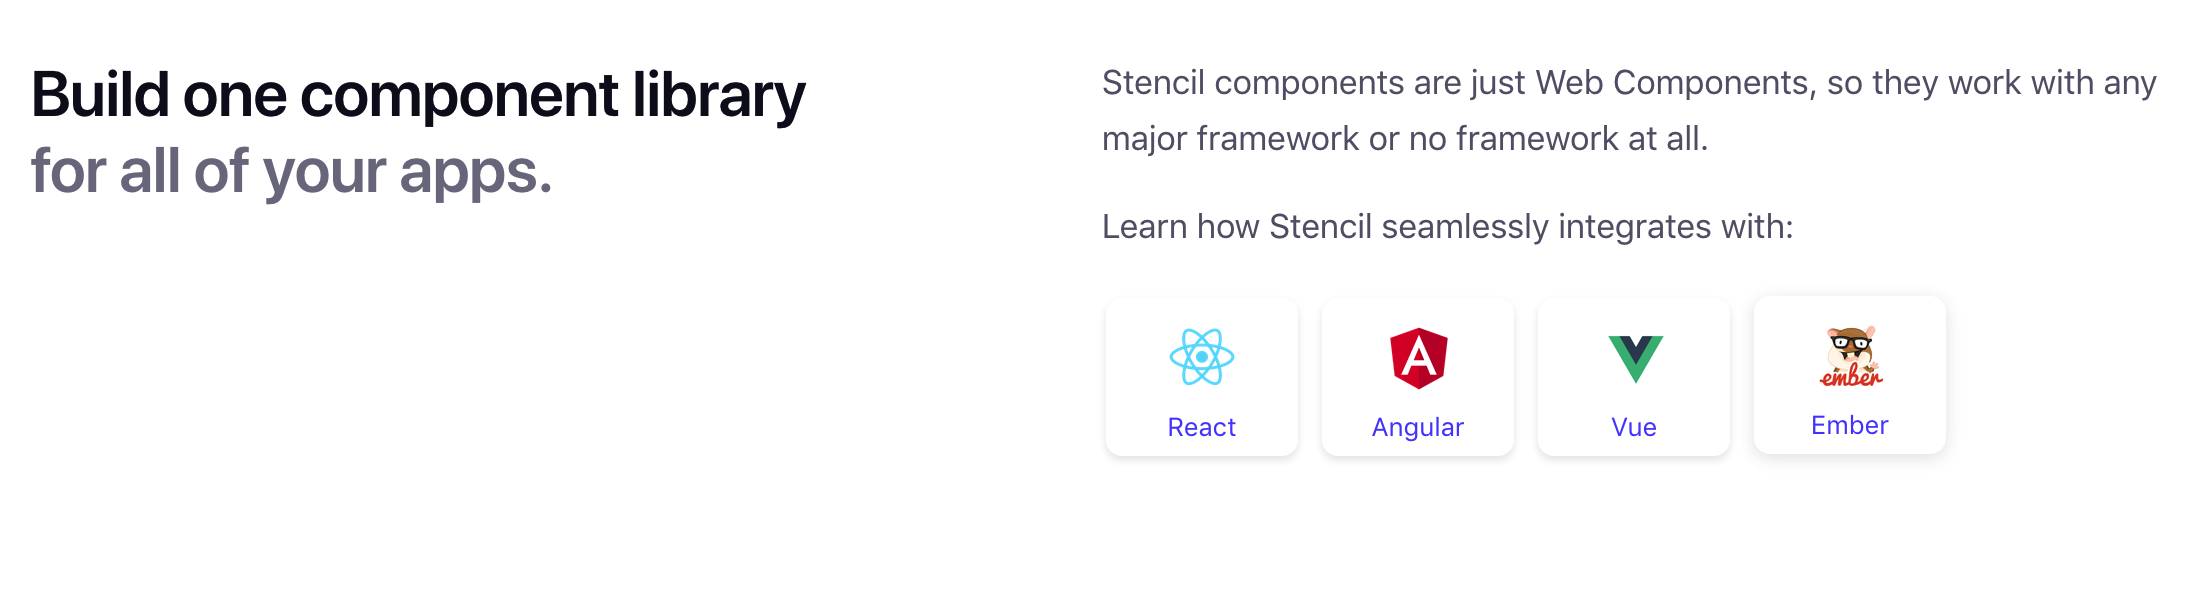 Build one component library
for all of your apps.
Stencil components are just Web Components, so they work with any
major framework or no framework at all.
Learn how Stencil seamlessly integrates with:
ember
React
Angular
Vue
Ember